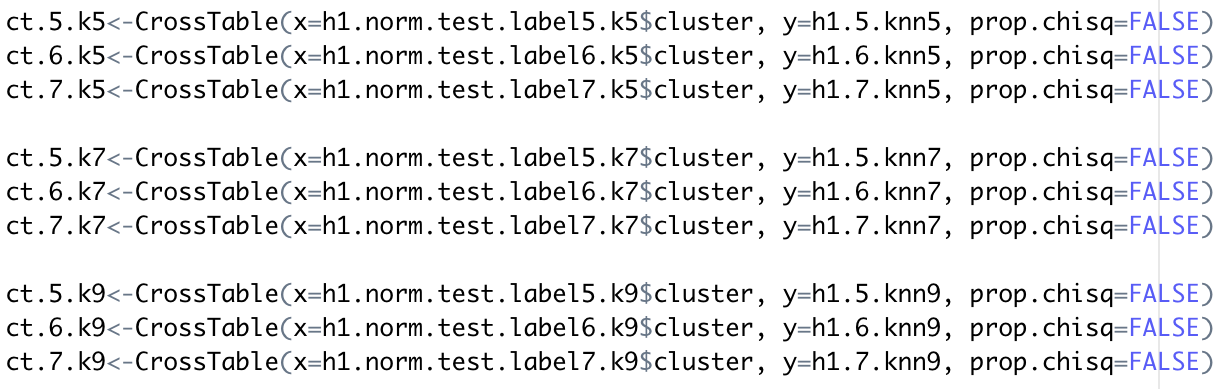 ct.5.k5<-CrossTable(x=h1.norm.test.label5.k5$cluster, y=h1.5.knn5, prop.chisq=FALSE)
ct.6.k5<-CrossTable(x=h1.norm.test.label6.k5$cluster, y=h1.6.knn5, prop.chisq=FALSE)
ct.7.k5<-CrossTable(x=h1.norm.test.label7.k5$cluster, y=h1.7.knn5, prop.chisq=FALSE)
ct.5.k7<-CrossTable(x=h1.norm.test.label5.k7$cluster, y=h1.5.knn7, prop.chisq=FALSE)
ct.6.k7<-CrossTable(x=h1.norm.test.label6.k7$cluster, y=h1.6.knn7, prop.chisq=FALSE)
ct.7.k7<-CrossTable(x=h1.norm.test.label7.k7$cluster, y=h1.7.knn7, prop.chisq=FALSE)
ct.5.k9<-CrossTable(x=h1.norm.test.label5.k9$cluster, y=h1.5.knn9, prop.chisq=FALSE)
ct.6.k9<-CrossTable(x=h1.norm.test.label6.k9$cluster, y=h1.6.knn9, prop.chisq=FALSE)
ct.7.k9<-CrossTable(x=h1.norm.test.label7.k9$cluster, y=h1.7.knn9, prop.chisq=FALSE)